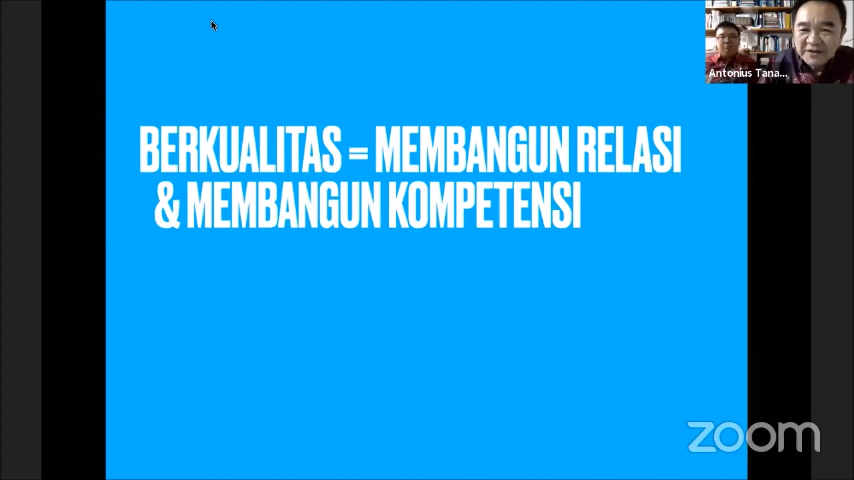 Antonius Tana...
BERKUALITAS = MEMBANGUN RELASI
& MEMBANGUN KOMPETENSI
zoom